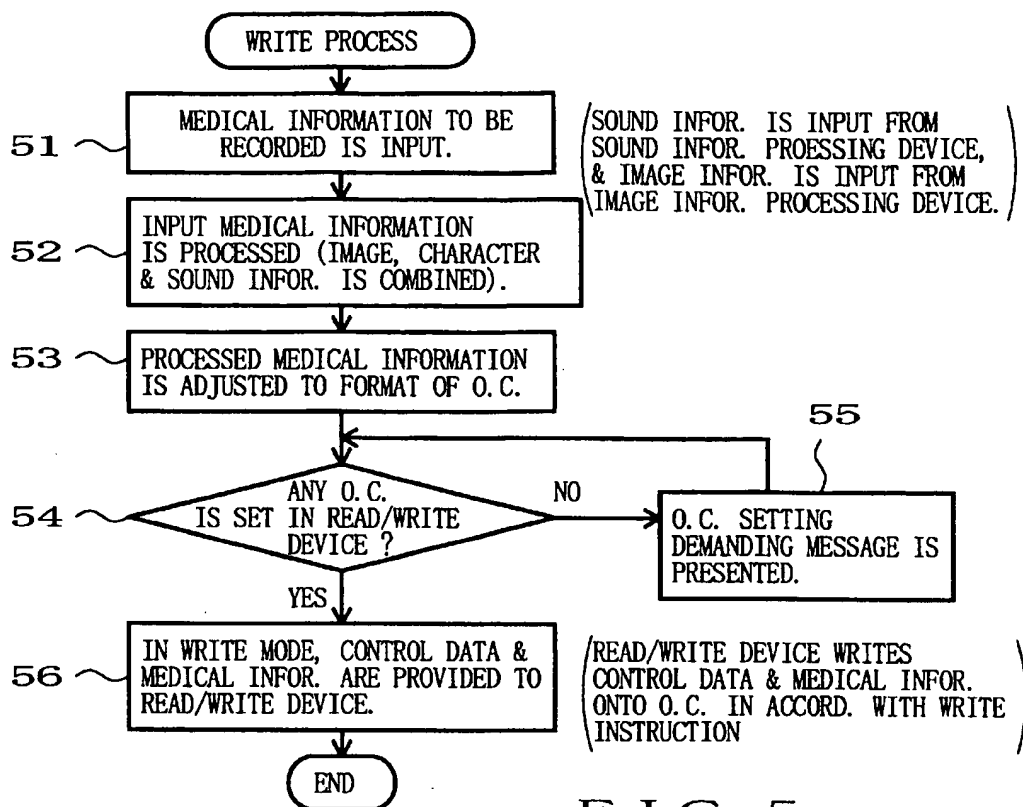 WRITE PROCESS
51
MEDICAL INFORMATION TO BE
RECORDED IS INPUT.
(SOUND INFOR. IS INPUT FROM
SOUND INFOR. PROESSING DEVICE,
& IMAGE INFOR. IS INPUT FROM
IMAGE INFOR. PROCESSING DEVICE.)
52
INPUT MEDICAL INFORMATION
IS PROCESSED (IMAGE, CHARACTER
& SOUND INFOR. IS COMBINED).
53
PROCESSED MEDICAL INFORMATION
IS ADJUSTED TO FORMAT OF O.C.
54
ANY O.C.
IS SET IN READ/WRITE
DEVICE ?
NO
55
O.C. SETTING
DEMANDING MESSAGE IS
PRESENTED.
YES
56
IN WRITE MODE, CONTROL DATA &
MEDICAL INFOR. ARE PROVIDED TO
READ/WRITE DEVICE.
(READ/WRITE DEVICE WRITES
CONTROL DATA & MEDICAL INFOR.
ONTO O.C. IN ACCORD. WITH WRITE
INSTRUCTION)
END
FIG. 5